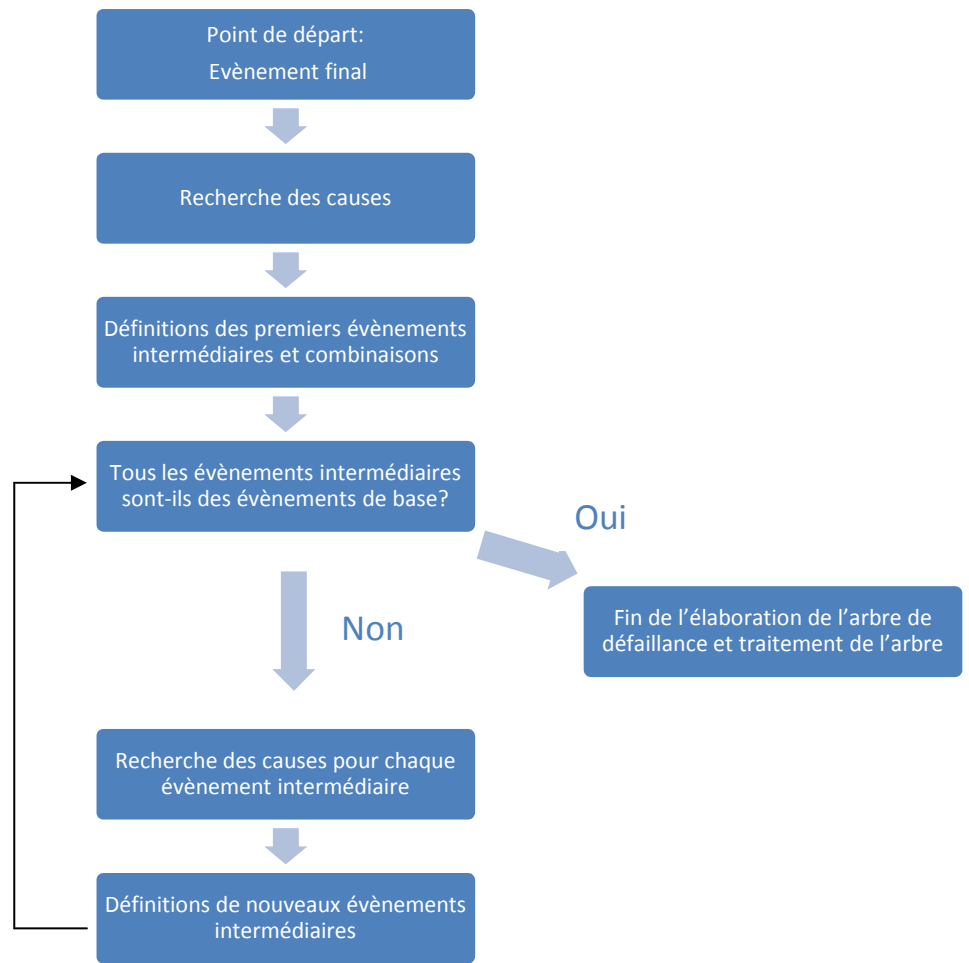 Point de départ:
Evènement final
Recherche des causes
Définitions des premiers évènements
intermédiaires et combinaisons
Tous les évènements intermédiaires
sont-ils des évènements de base?
Oui
Non
Fin de l’élaboration de l’arbre de
défaillance et traitement de l’arbre
Recherche des causes pour chaque
évènement intermédiaire
Définitions de nouveaux évènements
intermédiaires